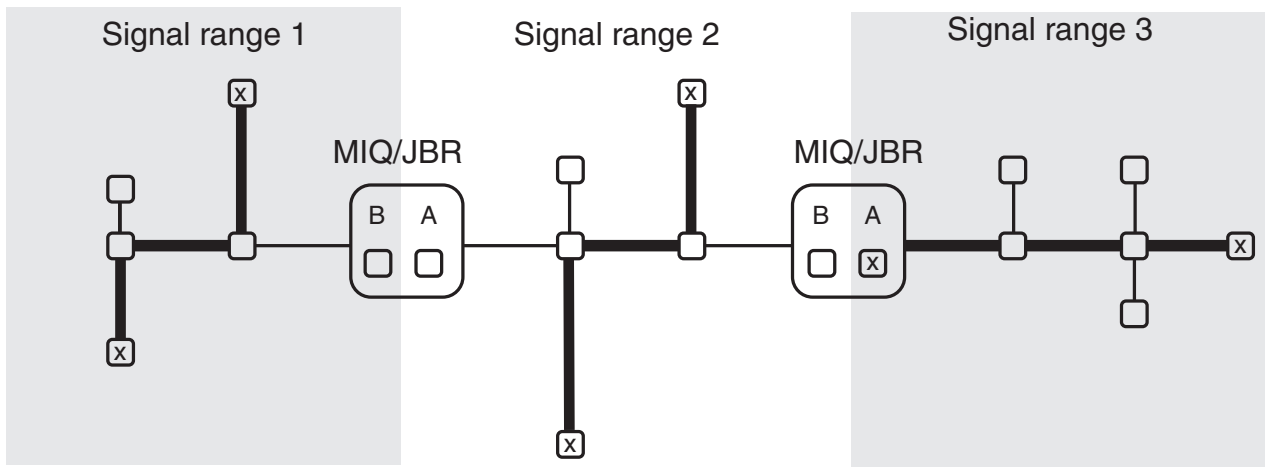 Signal range 1
Signal range 2
Signal range 3
x
x
MIQ/JBR
MIQ/JBR
B A
B A
x
x
x
x